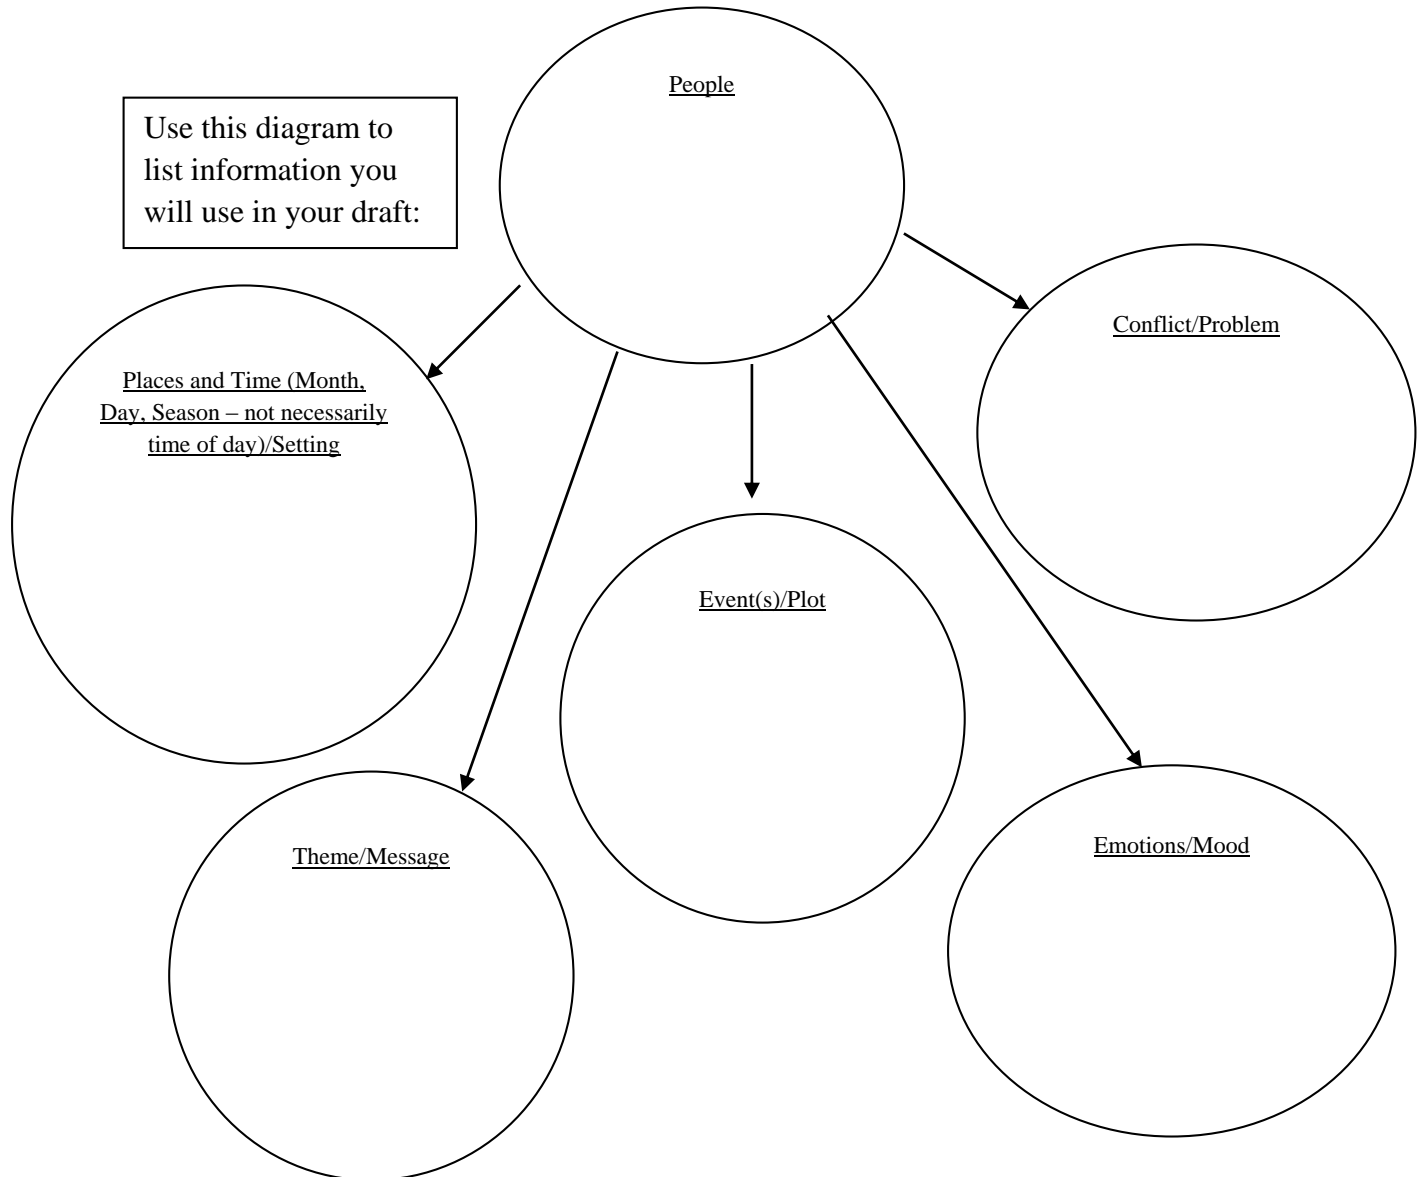 People
Use this diagram to
list information you
will use in your draft:
Conflict/Problem
Places and Time (Month,
Day, Season – not necessarily
time of day)/Setting
Event(s)/Plot
Theme/Message
Emotions/Mood